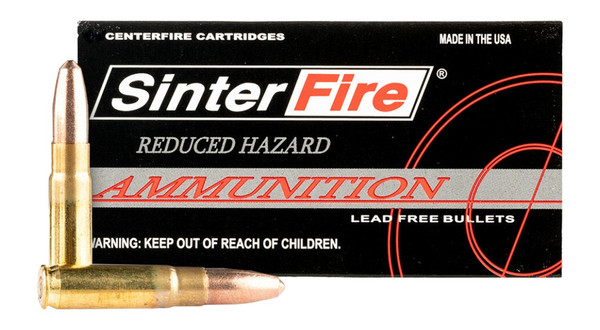 CENTERFIRE CARTRIDGES
MADE IN THE USA
SinterFire®
REDUCED HAZARD
AMMUNITION
LEAD FREE BULLETS
WARNING: KEEP OUT OF REACH OF CHILDREN.